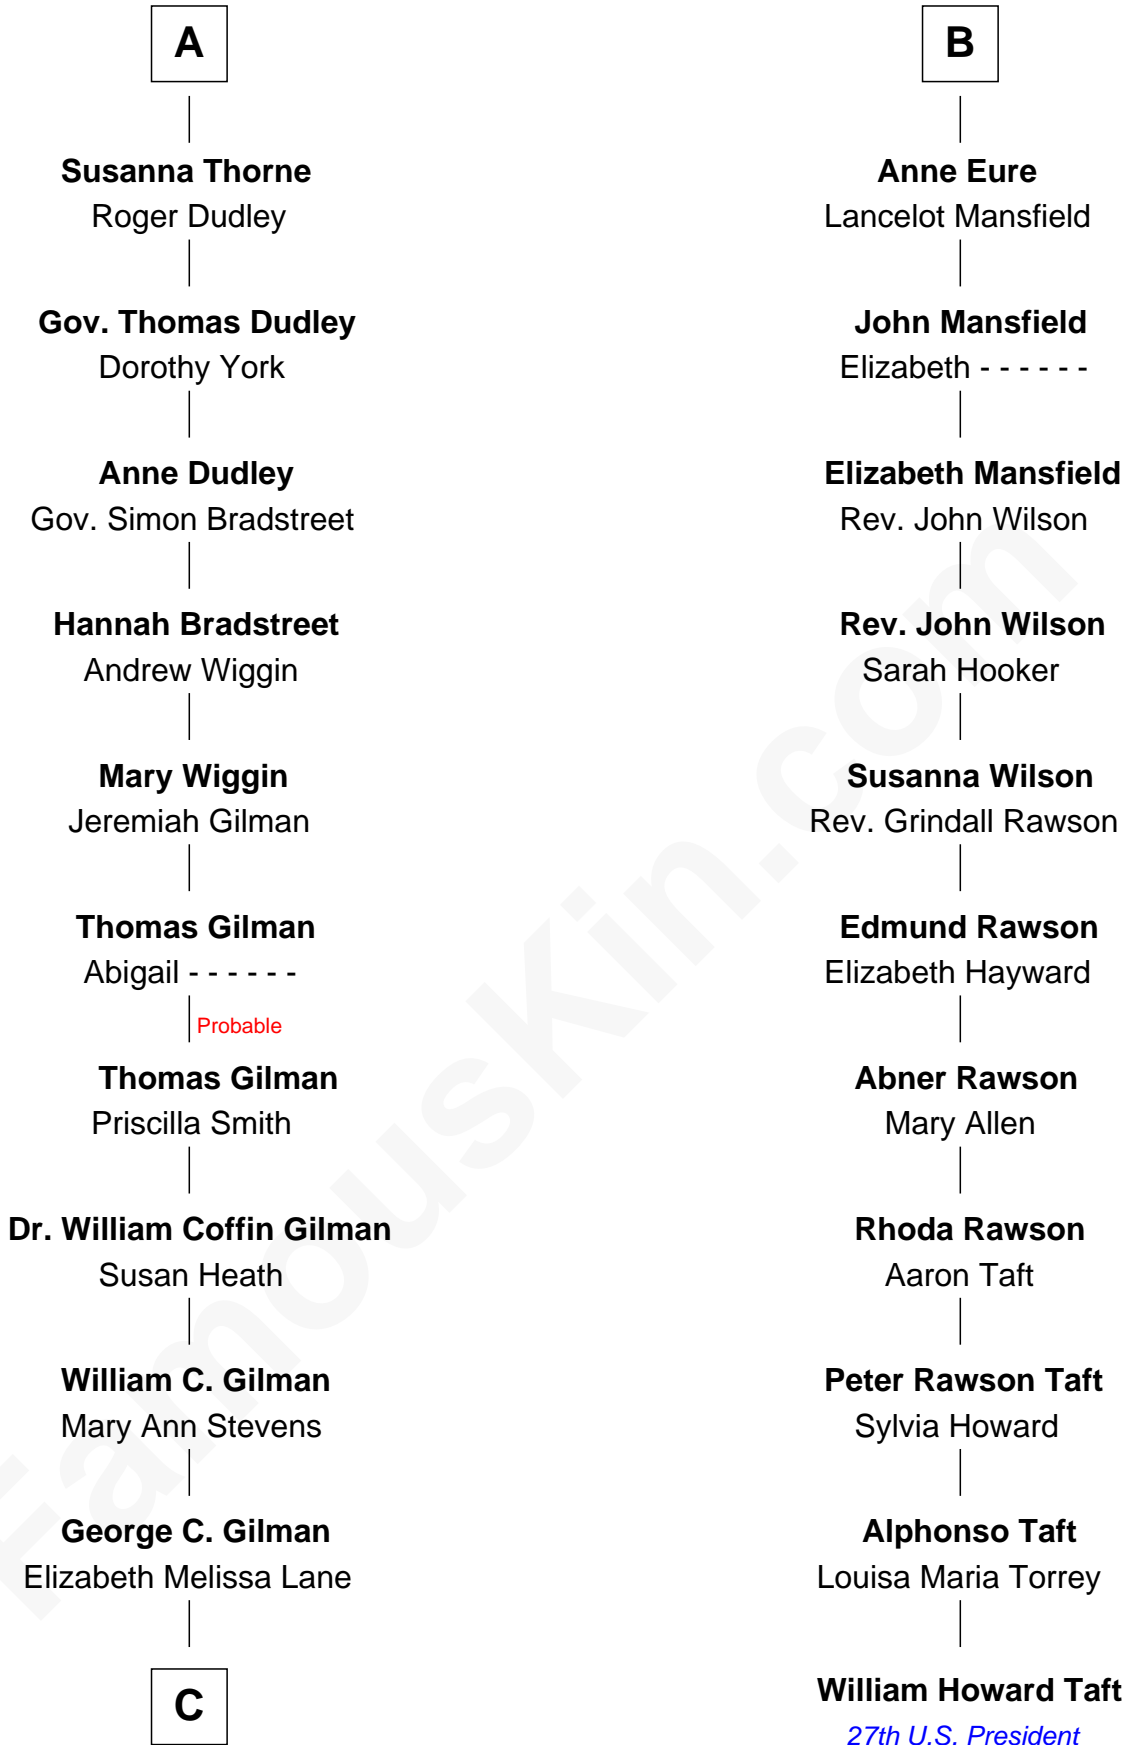 A
Susanna Thorne
Roger Dudley
Gov. Thomas Dudley
Dorothy York
Anne Dudley
Gov. Simon Bradstreet
Hannah Bradstreet
Andrew Wiggin
Mary Wiggin
Jeremiah Gilman
Thomas Gilman
Abigail - - - - - -
Probable
Thomas Gilman
Priscilla Smith
Dr. William Coffin Gilman
Susan Heath
William C. Gilman
Mary Ann Stevens
George C. Gilman
Elizabeth Melissa Lane
C
B
Anne Eure
Lancelot Mansfield
John Mansfield
Elizabeth - - - - - -
Elizabeth Mansfield
Rev. John Wilson
Rev. John Wilson
Sarah Hooker
Susanna Wilson
Rev. Grindall Rawson
Edmund Rawson
Elizabeth Hayward
Abner Rawson
Mary Allen
Rhoda Rawson
Aaron Taft
Peter Rawson Taft
Sylvia Howard
Alphonso Taft
Louisa Maria Torrey
William Howard Taft
27th U.S. President
FamousKin.com